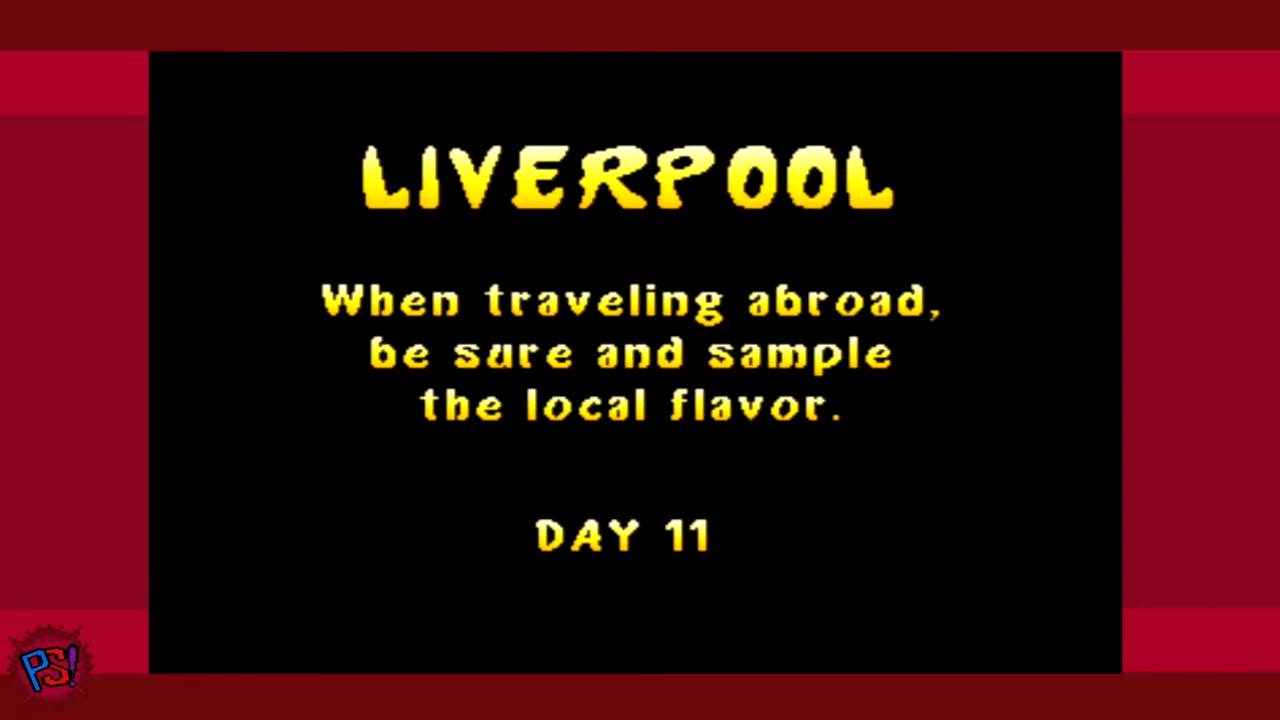 LIVERPOOL
When traveling abroad,
be sure and sample
the local flavor.
DAY 11
PS!